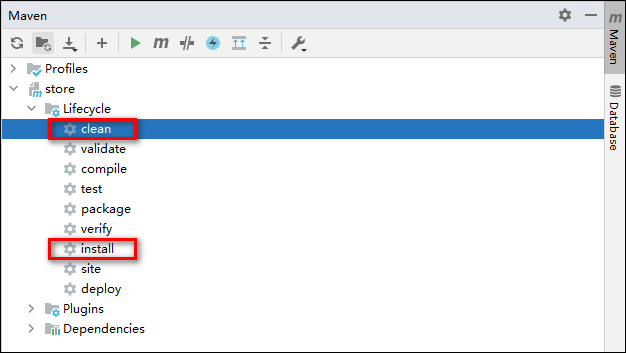 Maven
Profiles
store
Lifecycle
clean
validate
compile
test
package
verify
install
site
deploy
Plugins
Dependencies
Maven
Database